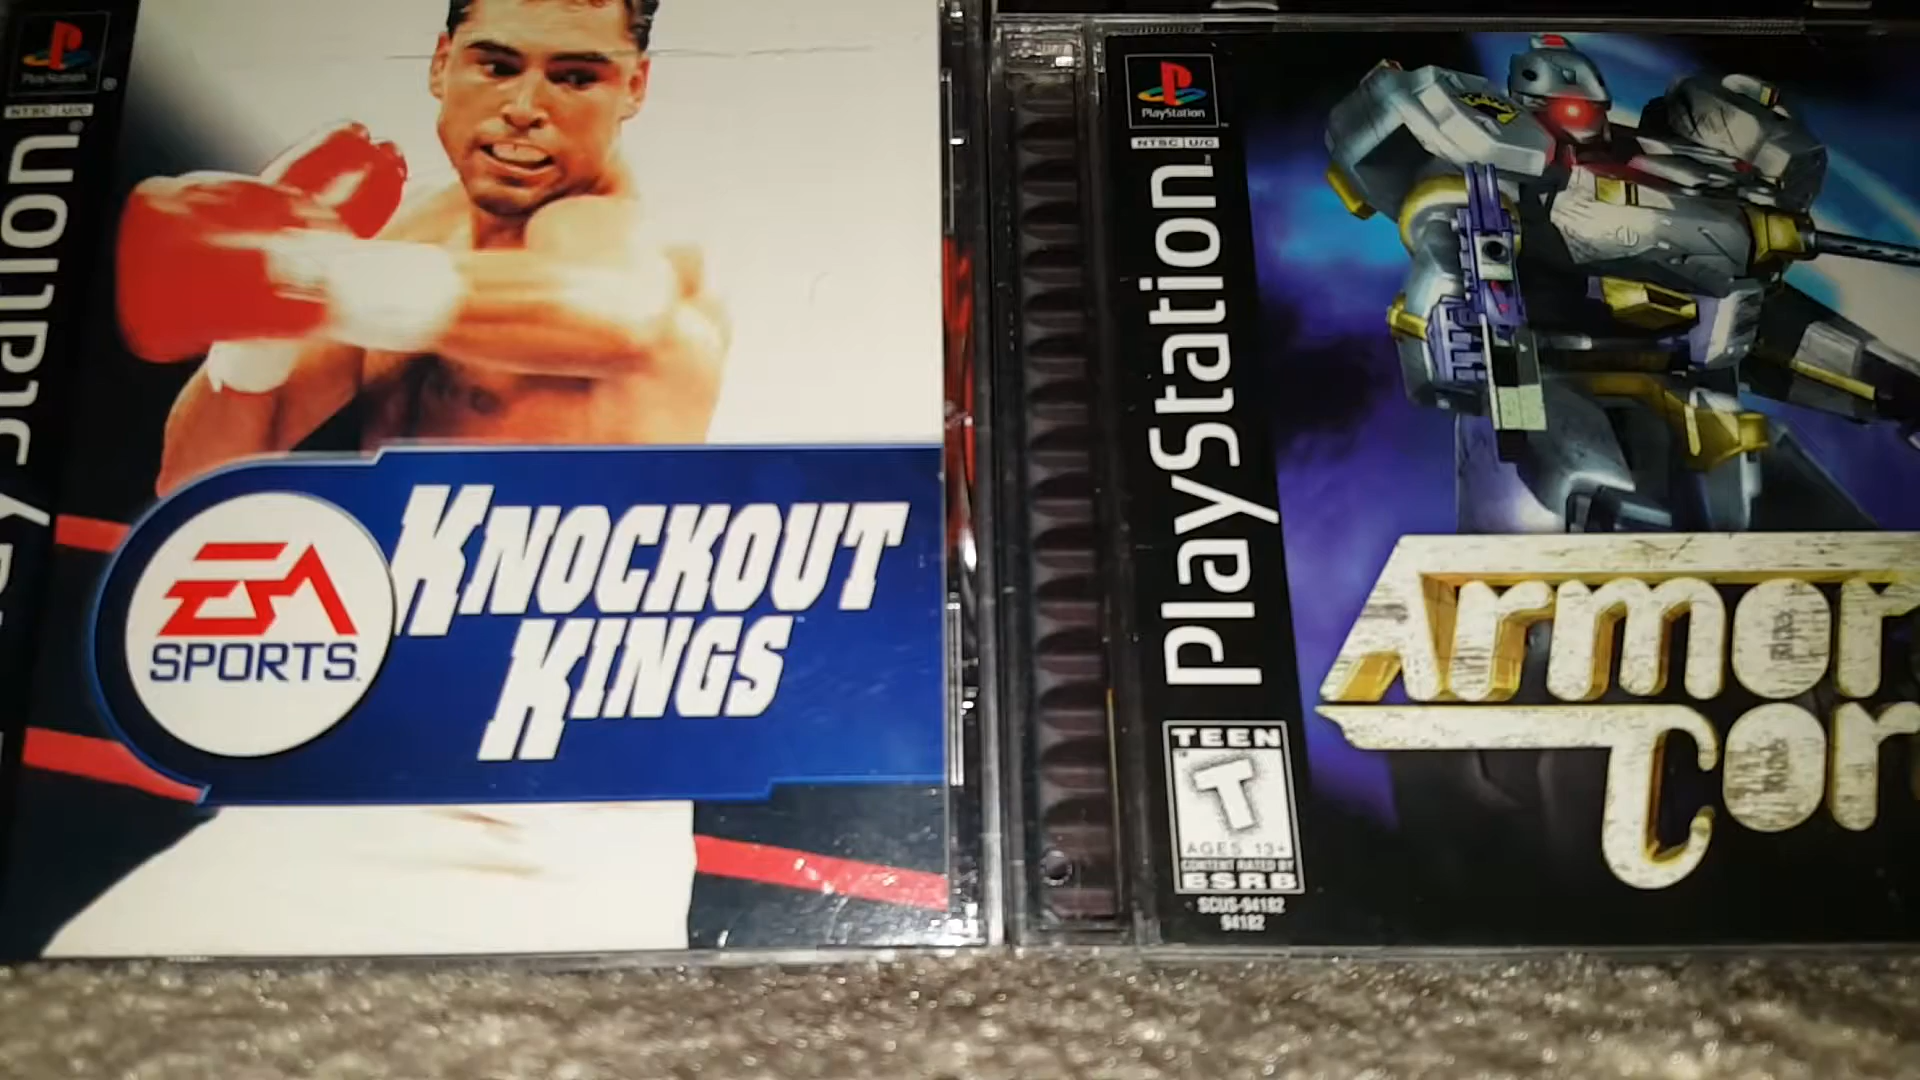 PlayStation
NTSC U/C
PlayStation
EA
SPORTS
KNOCKOUT
KINGS
PlayStation
NTSC U/C
PlayStation
Armor
Cor
TEEN
T
AGES 13+
CONTENT RATED BY
ESRB
SCUS-94182
94182